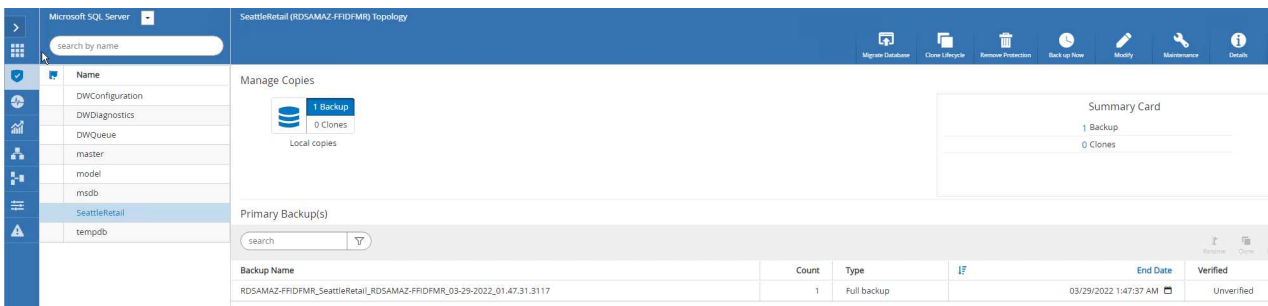 Microsoft SQL Server
SeattleRetail (RDSAMAZ-FFIDFMR) Topology
search by name
Migrate Database
Clone Lifecycle
Remove Protection
Back up Now
Modify
Maintenance
Details
Name
DWConfiguration
DWDiagnostics
DWQueue
master
model
msdb
SeattleRetail
tempdb
Manage Copies
1 Backup
0 Clones
Local copies
Summary Card
1 Backup
0 Clones
Primary Backup(s)
search
Rename
Clone
Backup Name Count Type End Date Verified
RDSAMAZ-FFIDFMR_SeattleRetail_RDSAMAZ-FFIDFMR_03-29-2022_01.47.31.3117 1 Full backup 03/29/2022 1:47:37 AM Unverified